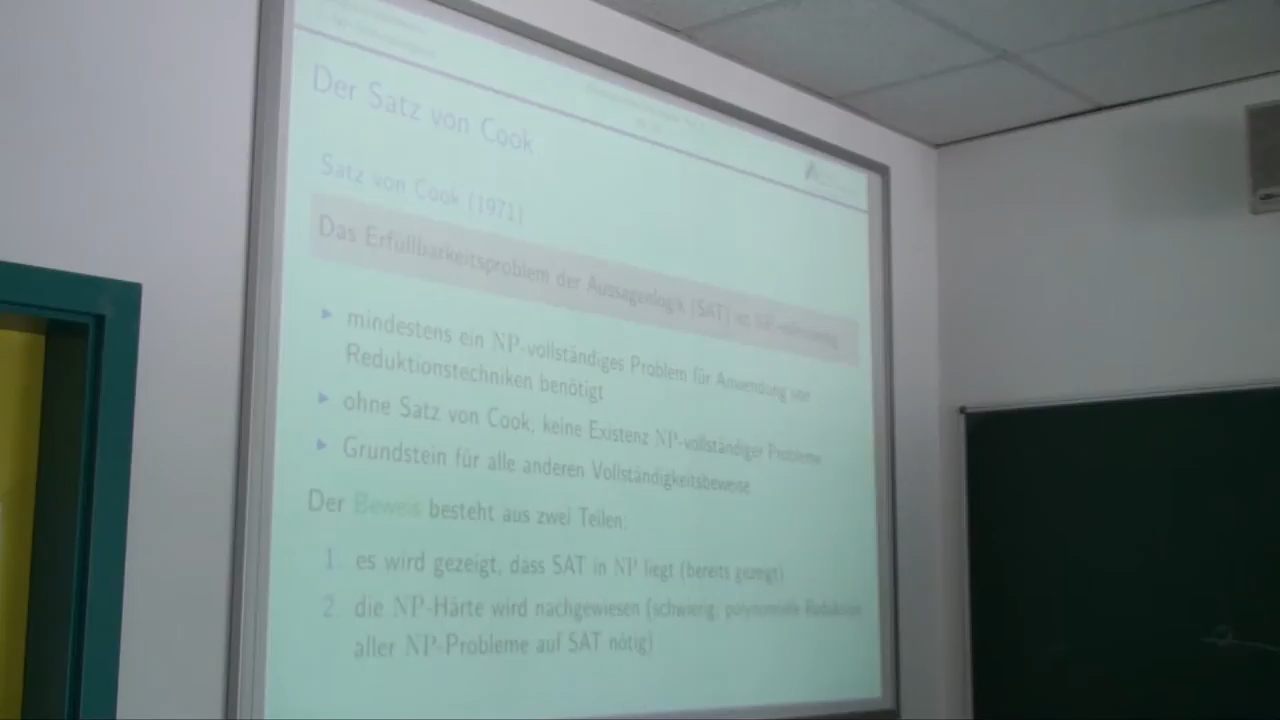 Der Satz von Cook
Satz von Cook (1971)
Das Erfüllbarkeitsproblem der Aussagenlogik (SAT) ist NP-vollständig
mindestens ein NP-vollständiges Problem für Anwendung von
Reduktionstechniken benötigt
ohne Satz von Cook, keine Existenz NP-vollständiger Probleme
Grundstein für alle anderen Vollständigkeitsbeweise
Der Beweis besteht aus zwei Teilen:
1. es wird gezeigt, dass SAT in NP liegt (bereits gezeigt)
2. die NP-Härte wird nachgewiesen (schwierig, polynomielle Reduktion
aller NP-Probleme auf SAT nötig)